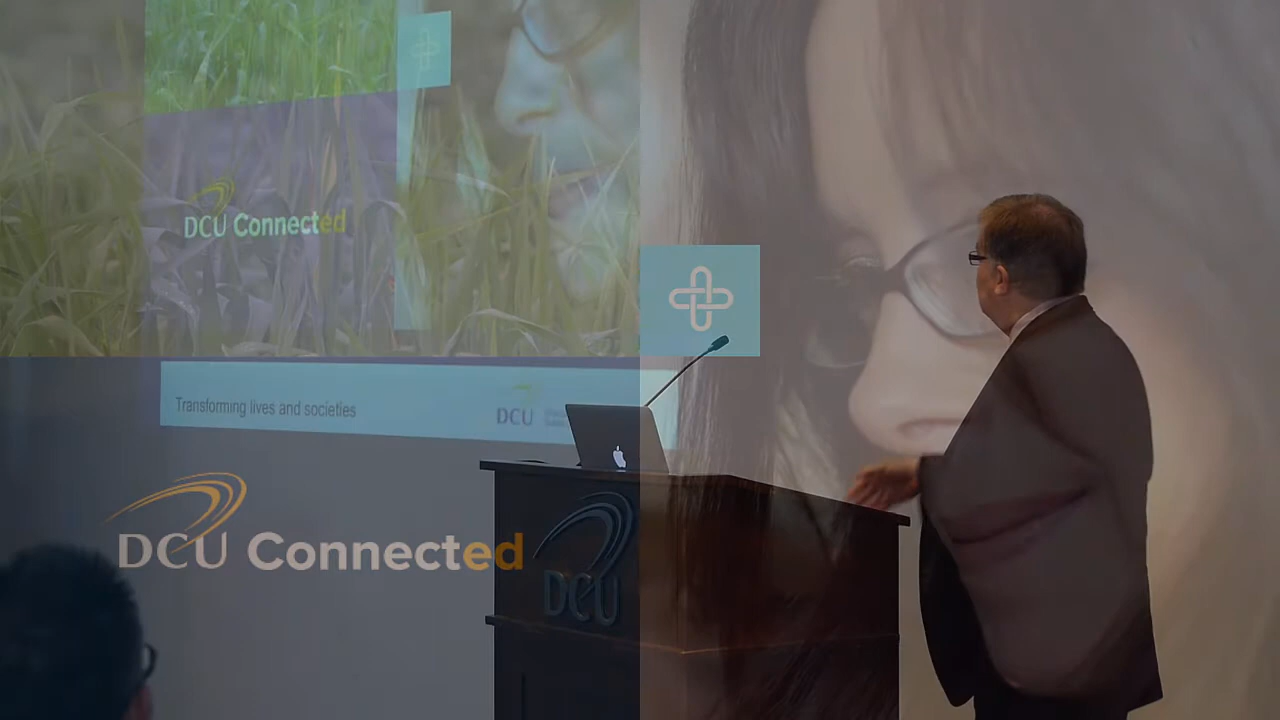 DCU Connected
Transforming lives and societies
DCU
DCU Connected
DCU